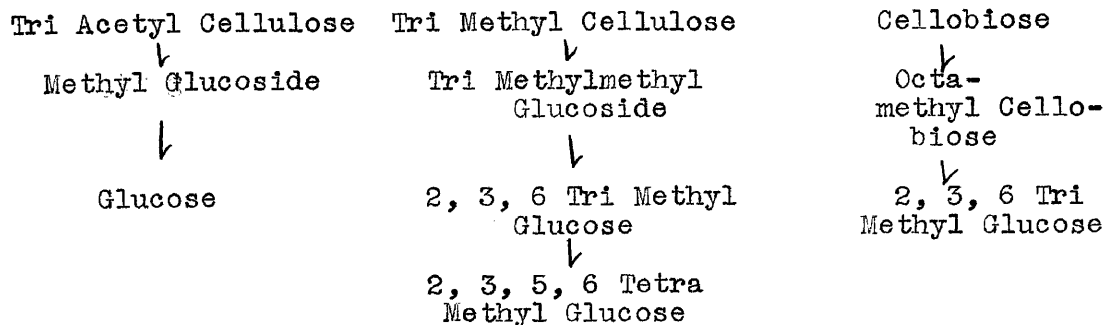 Tri Acetyl Cellulose
Methyl Glucoside
Glucose
Tri Methyl Cellulose
Tri Methylmethyl
Glucoside
2, 3, 6 Tri Methyl
Glucose
2, 3, 5, 6 Tetra
Methyl Glucose
Cellobiose
Octa-
methyl Cello-
biose
2, 3, 6 Tri
Methyl Glucose